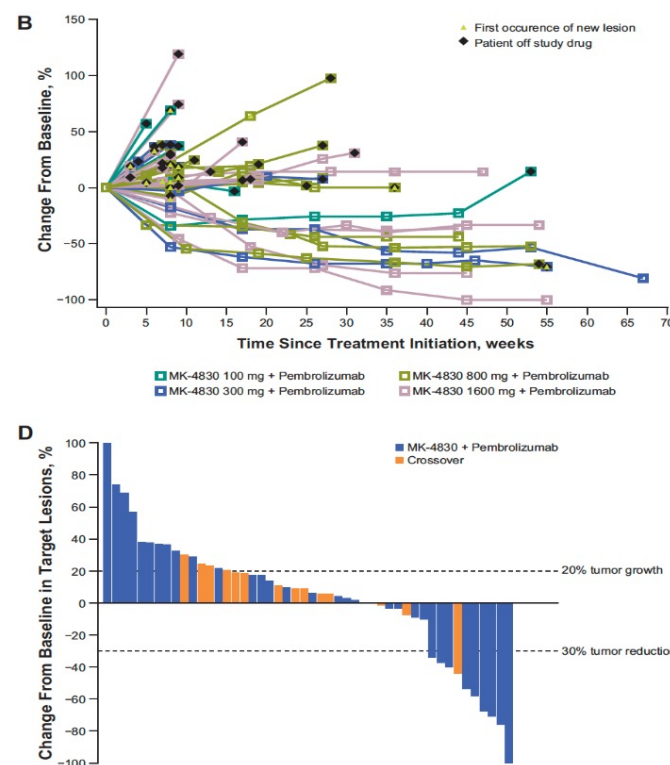 B
150
100
50
0
−50
−100
Change From Baseline, %
First occurence of new lesion
Patient off study drug
0 5 10 15 20 25 30 35 40 45 50 55 60 65 70
Time Since Treatment Initiation, weeks
MK-4830 100 mg + Pembrolizumab
MK-4830 800 mg + Pembrolizumab
MK-4830 300 mg + Pembrolizumab
MK-4830 1600 mg + Pembrolizumab
D
100
80
60
40
20
0
−20
−40
−60
−80
−100
Change From Baseline in Target Lesions, %
MK-4830 + Pembrolizumab
Crossover
20% tumor growth
30% tumor reductio